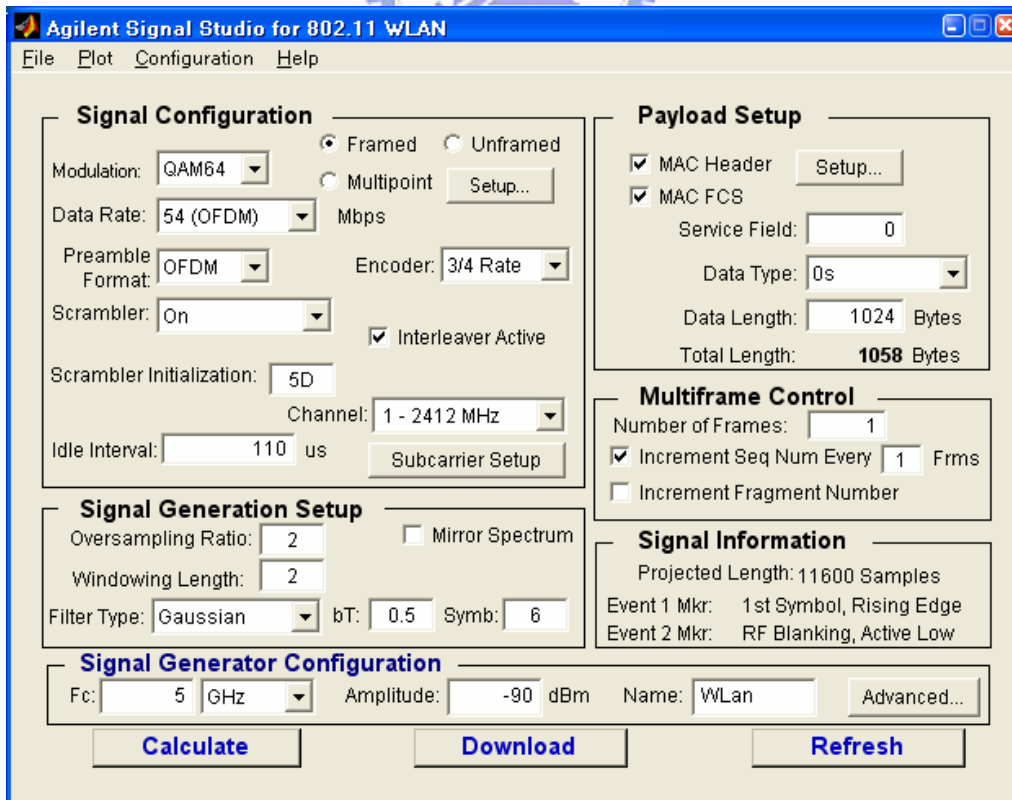 Agilent Signal Studio for 802.11 WLAN
File Plot Configuration Help
Signal Configuration
Framed Unframed
Modulation: QAM64
Multipoint Setup...
Data Rate: 54 (OFDM) Mbps
Preamble Format: OFDM
Encoder: 3/4 Rate
Scrambler: On
Interleaver Active
Scrambler Initialization: 5D
Channel: 1 - 2412 MHz
Idle Interval: 110 us
Subcarrier Setup
Payload Setup
MAC Header Setup...
MAC FCS
Service Field: 0
Data Type: 0s
Data Length: 1024 Bytes
Total Length: 1058 Bytes
Multiframe Control
Number of Frames: 1
Increment Seq Num Every 1 Frms
Increment Fragment Number
Signal Generation Setup
Oversampling Ratio: 2
Mirror Spectrum
Windowing Length: 2
Filter Type: Gaussian bT: 0.5 Symb: 6
Signal Information
Projected Length: 11600 Samples
Event 1 Mkr: 1st Symbol, Rising Edge
Event 2 Mkr: RF Blanking, Active Low
Signal Generator Configuration
Fc: 5 GHz Amplitude: -90 dBm Name: WLan Advanced...
Calculate Download Refresh